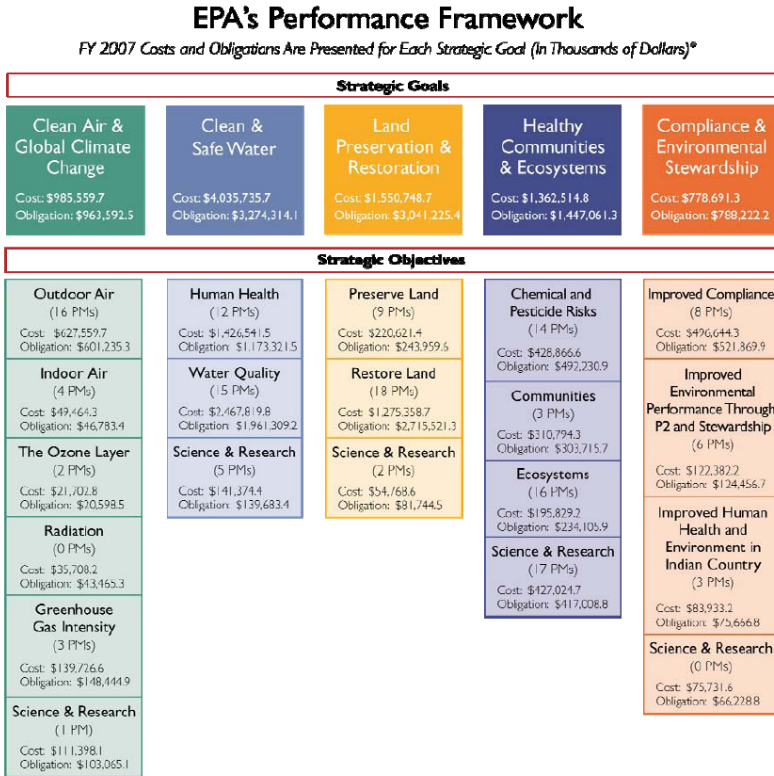 EPA's Performance Framework
FY 2007 Costs and Obligations Are Presented for Each Strategic Goal (In Thousands of Dollars)*
Strategic Goals
Clean Air &
Global Climate
Change
Cost: $985,559.7
Obligation: $963,592.5
Clean &
Safe Water
Cost: $4,035,735.7
Obligation: $3,274,314.1
Land
Preservation &
Restoration
Cost: $1,550,748.7
Obligation: $3,041,225.4
Healthy
Communities
& Ecosystems
Cost: $1,362,514.8
Obligation: $1,447,061.3
Compliance &
Environmental
Stewardship
Cost: $778,691.3
Obligation: $788,222.2
Strategic Objectives
Outdoor Air
(16 PMs)
Cost: $627,559.7
Obligation: $601,235.3
Indoor Air
(4 PMs)
Cost: $49,464.3
Obligation: $46,783.4
The Ozone Layer
(2 PMs)
Cost: $21,702.8
Obligation: $20,598.5
Radiation
(0 PMs)
Cost: $35,708.2
Obligation: $43,465.3
Greenhouse
Gas Intensity
(3 PMs)
Cost: $139,726.6
Obligation: $148,444.9
Science & Research
(1 PM)
Cost: $111,398.1
Obligation: $103,065.1
Human Health
(12 PMs)
Cost: $1,426,541.5
Obligation: $1,173,321.5
Water Quality
(15 PMs)
Cost: $2,467,819.8
Obligation: $1,961,309.2
Science & Research
(5 PMs)
Cost: $141,374.4
Obligation: $139,683.4
Preserve Land
(9 PMs)
Cost: $220,621.4
Obligation: $243,959.6
Restore Land
(18 PMs)
Cost: $1,275,358.7
Obligation: $2,715,521.3
Science & Research
(2 PMs)
Cost: $54,768.6
Obligation: $81,744.5
Chemical and
Pesticide Risks
(14 PMs)
Cost: $428,866.6
Obligation: $492,230.9
Communities
(3 PMs)
Cost: $310,794.3
Obligation: $303,715.7
Ecosystems
(16 PMs)
Cost: $195,829.2
Obligation: $234,105.9
Science & Research
(17 PMs)
Cost: $427,024.7
Obligation: $417,008.8
Improved Compliance
(8 PMs)
Cost: $496,644.3
Obligation: $521,869.9
Improved
Environmental
Performance Through
P2 and Stewardship
(6 PMs)
Cost: $122,382.2
Obligation: $124,456.7
Improved Human
Health and
Environment in
Indian Country
(3 PMs)
Cost: $83,933.2
Obligation: $75,666.8
Science & Research
(0 PMs)
Cost: $75,731.6
Obligation: $66,228.8